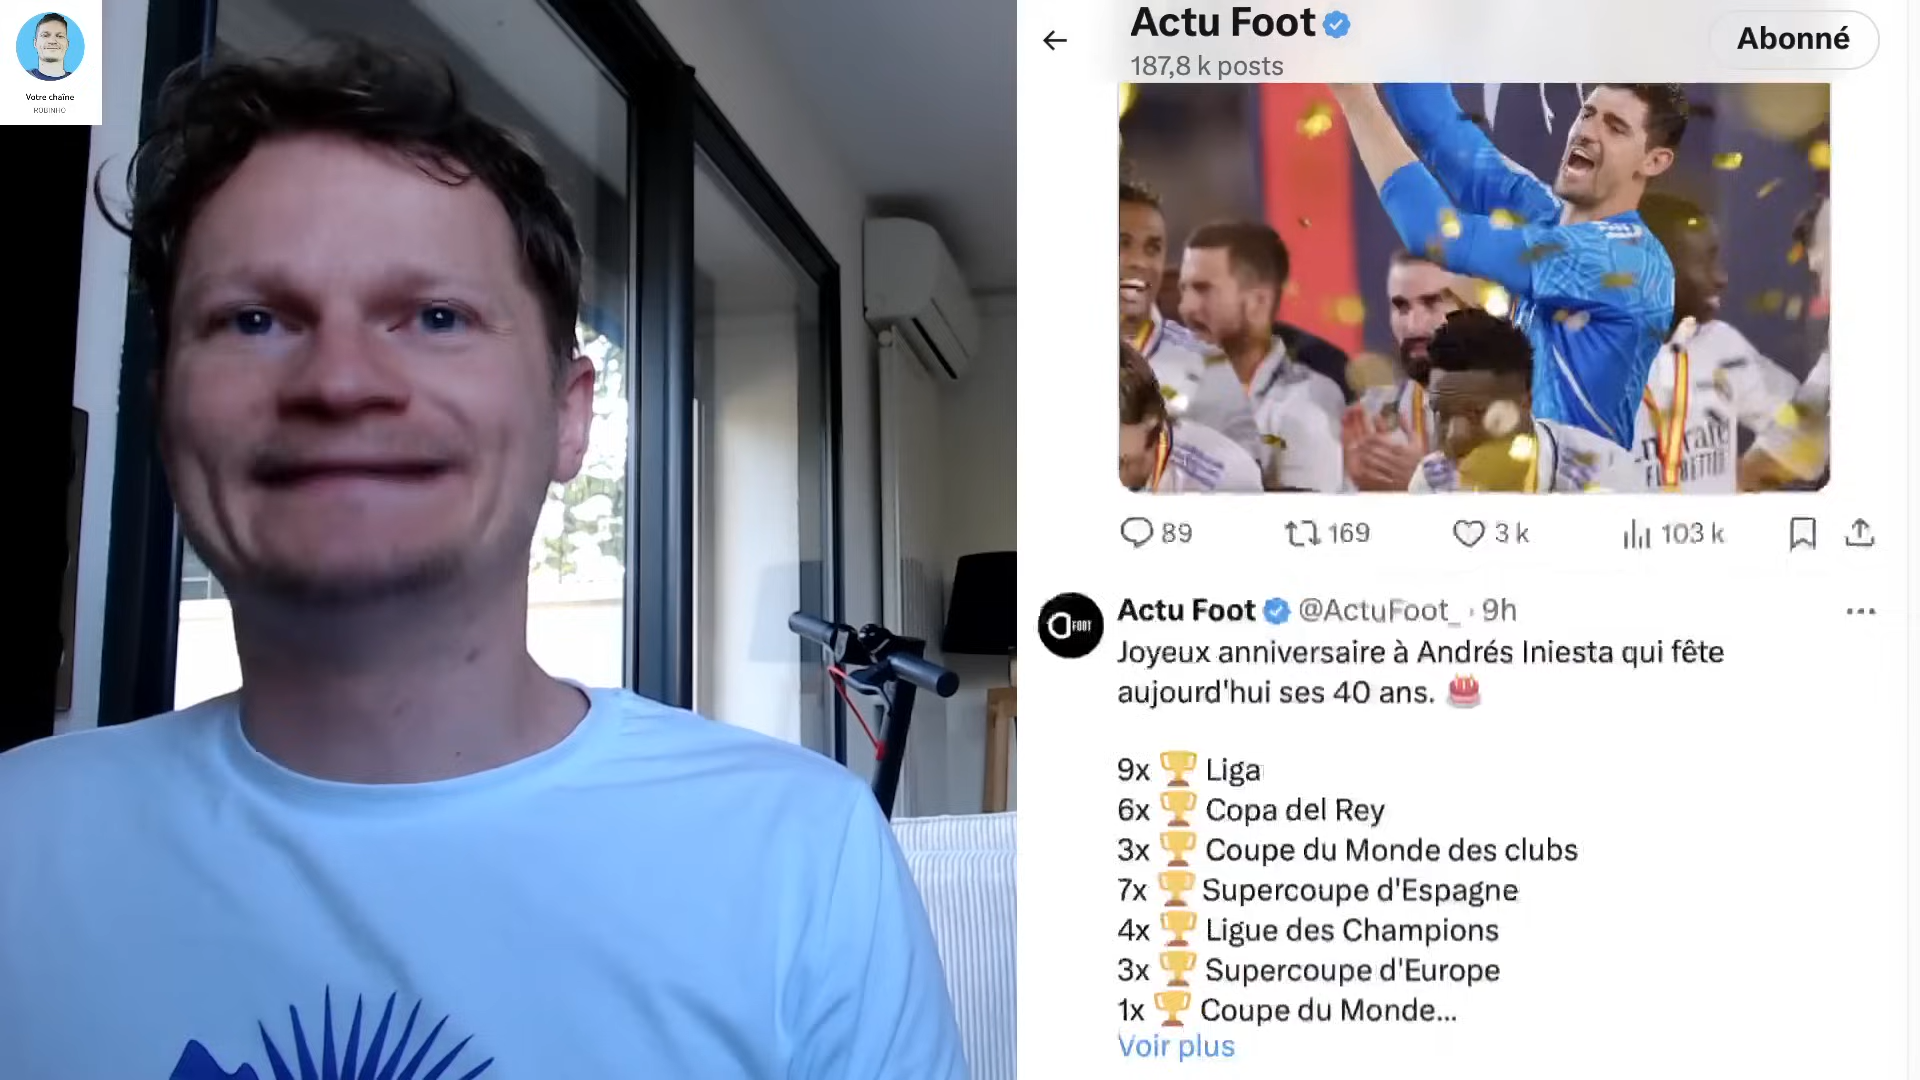 Votre chaîne
ROBINHO
Actu Foot
187,8 k posts
Abonné
89
169
3 k
103 k
FOOT
Actu Foot @ActuFoot_ · 9h
Joyeux anniversaire à Andrés Iniesta qui fête
aujourd'hui ses 40 ans. 🎂
9x 🏆 Liga
6x 🏆 Copa del Rey
3x 🏆 Coupe du Monde des clubs
7x 🏆 Supercoupe d'Espagne
4x 🏆 Ligue des Champions
3x 🏆 Supercoupe d'Europe
1x 🏆 Coupe du Monde...
Voir plus